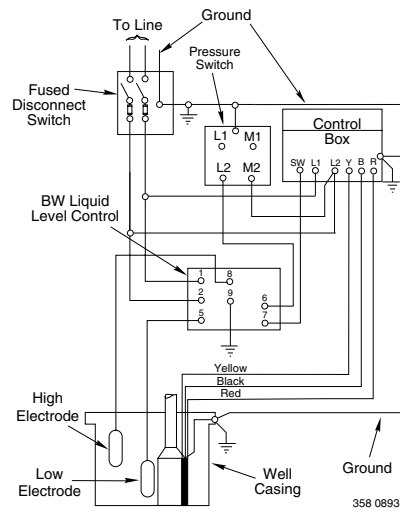 To Line
Ground
Pressure
Switch
Fused
Disconnect
Switch
L1 M1
L2 M2
Control
Box
SW L1 L2 Y B R
BW Liquid
Level Control
1
8
2
9
6
5
7
Yellow
Black
Red
High
Electrode
Low
Electrode
Well
Casing
Ground
358 0893